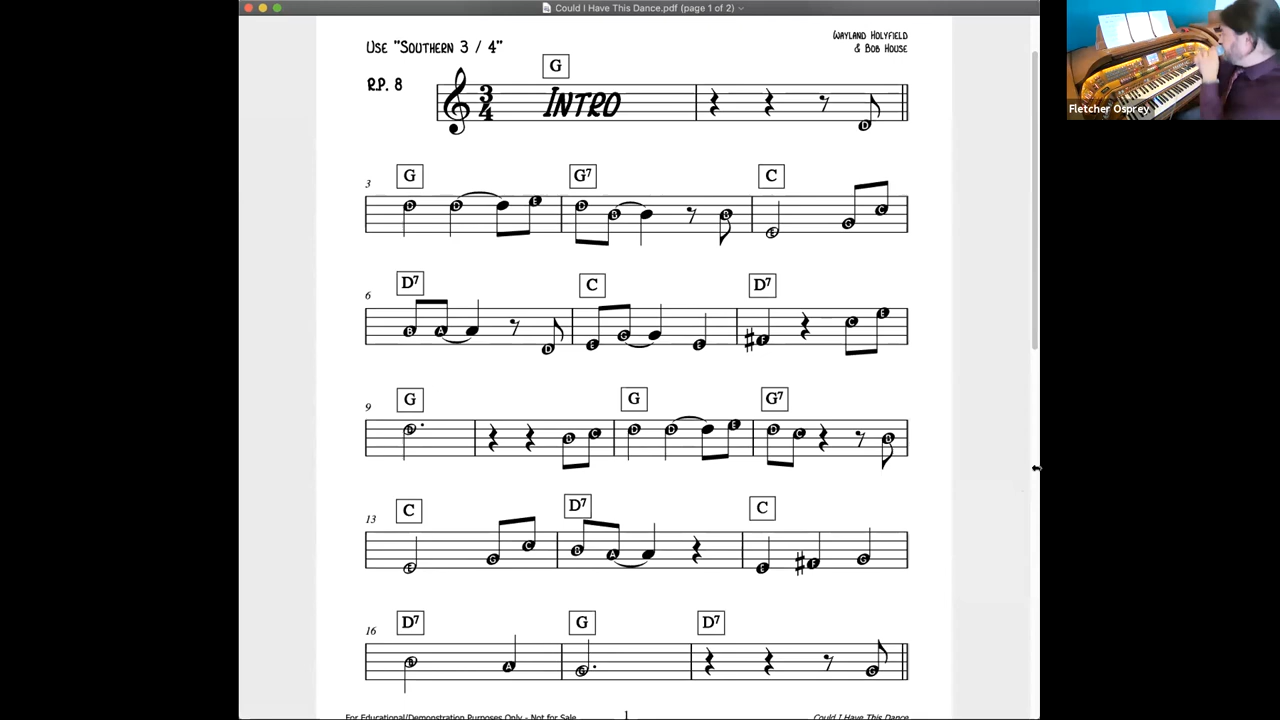 Could I Have This Dance.pdf (page 1 of 2)
Use "Southern 3 / 4"
Wayland Holyfield
& Bob House
R.P. 8
G
3
4
Intro
D
3
G G7 C
D D E D B B E G C
6
D7 C D7
B A D E G E F C E
9
G G G7
D B C D D E D C B
13
C D7 C
E G C B A E F G
16
D7 G D7
B A G G
For Educational/Demonstration Purposes Only - Not for Sale
1
Could I Have This Dance
Fletcher Osprey